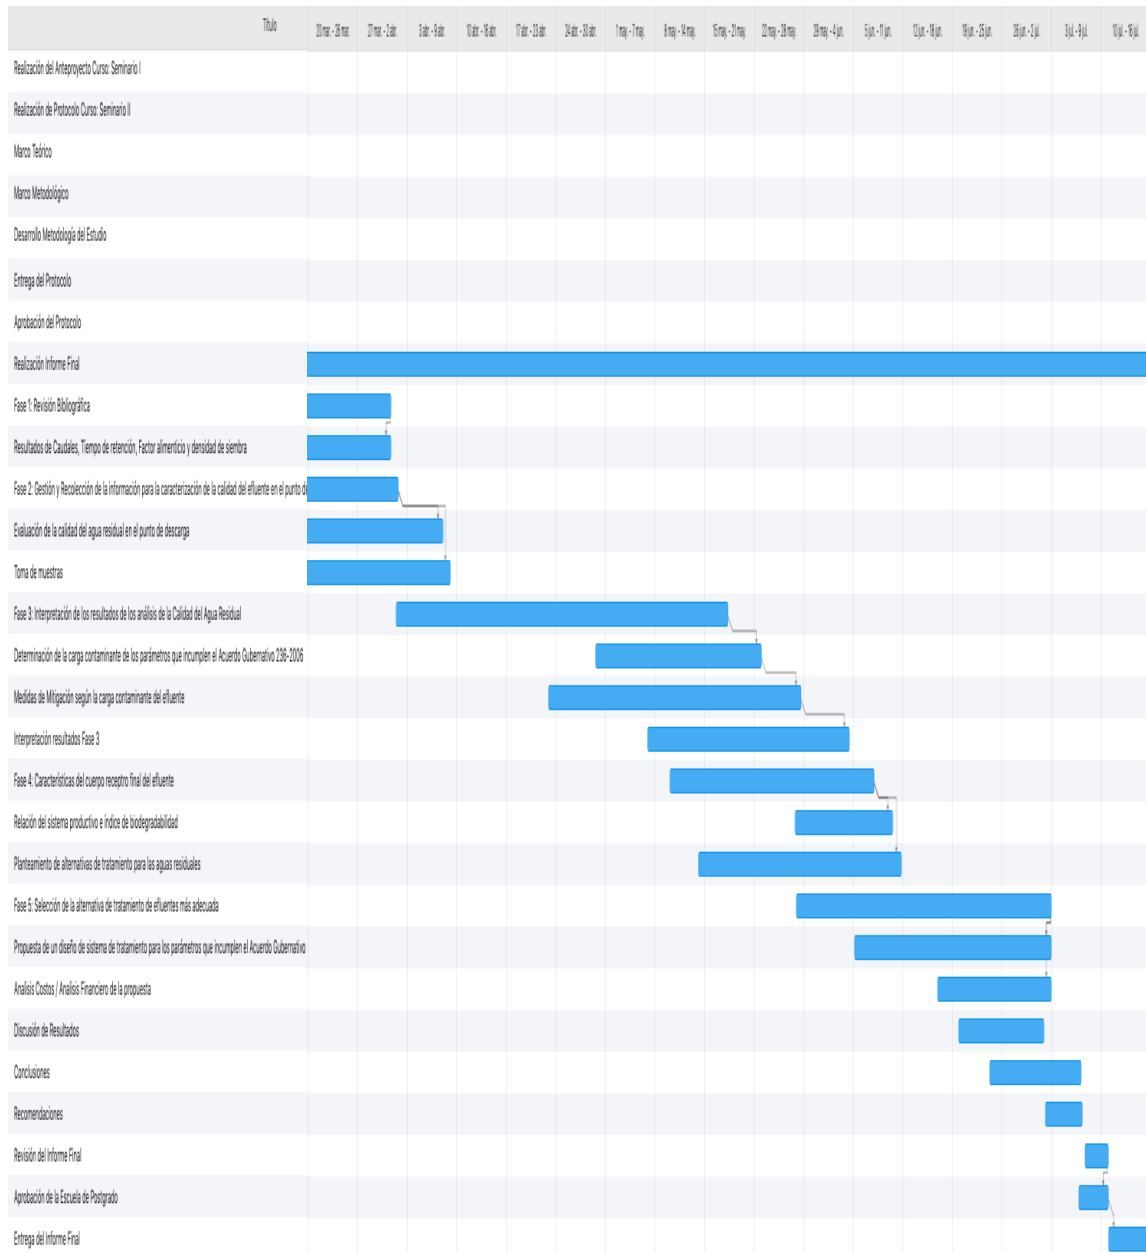 Título 20 mar. - 26 mar. 27 mar. - 2 abr. 3 abr. - 9 abr. 10 abr. - 16 abr. 17 abr. - 23 abr. 24 abr. - 30 abr. 1 may. - 7 may. 8 may. - 14 may. 15 may. - 21 may. 22 may. - 28 may. 29 may. - 4 jun. 5 jun. - 11 jun. 12 jun. - 18 jun. 19 jun. - 25 jun. 26 jun. - 2 jul. 3 jul. - 9 jul. 10 jul. - 16 jul.
Realización del Anteproyecto Curso: Seminario I
Realización de Protocolo Curso: Seminario II
Marco Teórico
Marco Metodológico
Desarrollo Metodología del Estudio
Entrega del Protocolo
Aprobación del Protocolo
Realización Informe Final
Fase 1: Revisión Bibliográfica
Resultados de Caudales, Tiempo de retención, Factor alimenticio y densidad de siembra
Fase 2: Gestión y Recolección de la información para la caracterización de la calidad del efluente en el punto de
Evaluación de la calidad del agua residual en el punto de descarga
Toma de muestras
Fase 3: Interpretación de los resultados de los análisis de la Calidad del Agua Residual
Determinación de la carga contaminante de los parámetros que incumplen el Acuerdo Gubernativo 236-2006
Medidas de Mitigación según la carga contaminante del efluente
Interpretación resultados Fase 3
Fase 4: Características del cuerpo receptro final del efluente
Relación del sistema productivo e índice de biodegradabilidad
Planteamiento de alternativas de tratamiento para las aguas residuales
Fase 5: Selección de la alternativa de tratamiento de efluentes más adecuada
Propuesta de un diseño de sistema de tratamiento para los parámetros que incumplen el Acuerdo Gubernativo
Analisis Costos / Analisis Financiero de la propuesta
Discusión de Resultados
Conclusiones
Recomendaciones
Revisión del Informe Final
Aprobación de la Escuela de Postgrado
Entrega del Informe Final